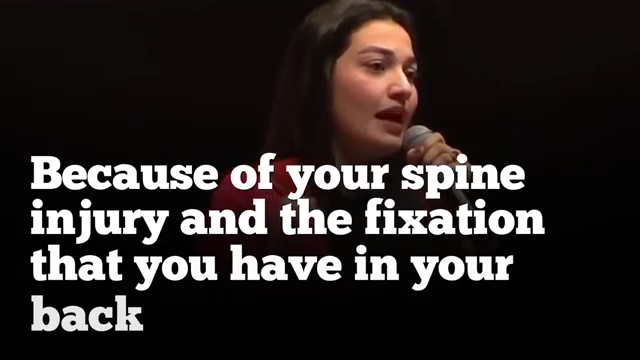 Because of your spine
injury and the fixation
that you have in your
back